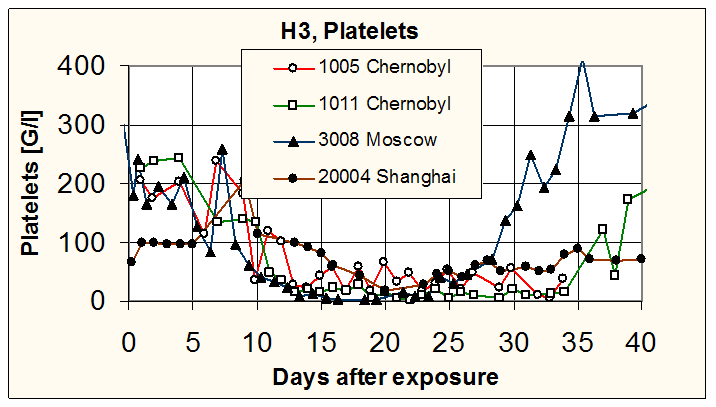 H3, Platelets
1005 Chernobyl
1011 Chernobyl
3008 Moscow
20004 Shanghai
Platelets [G/l]
400
300
200
100
0
0 5 10 15 20 25 30 35 40
Days after exposure